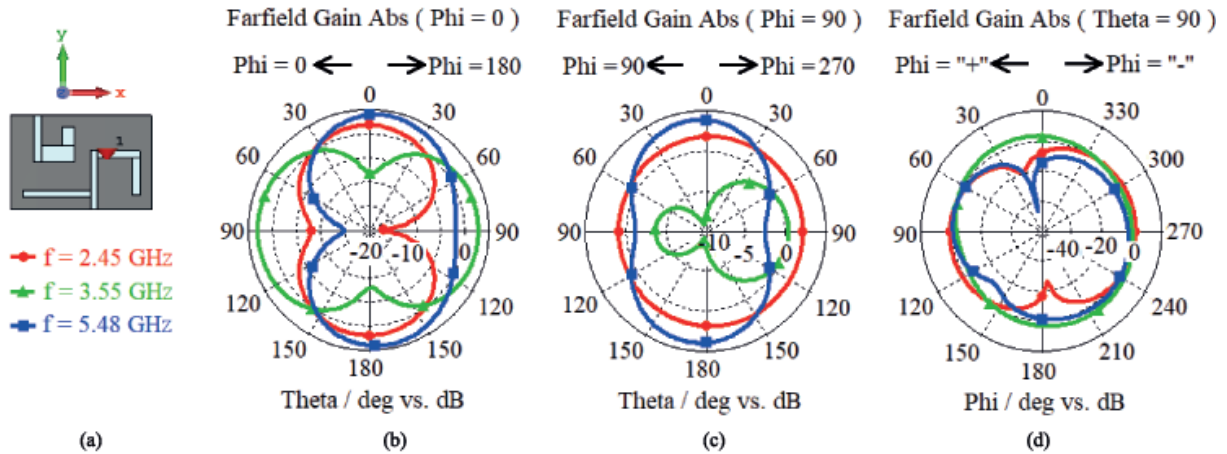 y
x
1
f = 2.45 GHz
f = 3.55 GHz
f = 5.48 GHz
(a)
Farfield Gain Abs ( Phi = 0 )
Phi = 0
Phi = 180
0
30
30
60
60
90
90
-20
-10
0
120
120
150
150
180
Theta / deg vs. dB
(b)
Farfield Gain Abs ( Phi = 90 )
Phi = 90
Phi = 270
0
30
30
60
60
90
90
-10
-5
0
120
120
150
150
180
Theta / deg vs. dB
(c)
Farfield Gain Abs ( Theta = 90 )
Phi = "+"
Phi = "-"
0
30
330
60
300
90
270
-40
-20
0
120
240
150
210
180
Phi / deg vs. dB
(d)